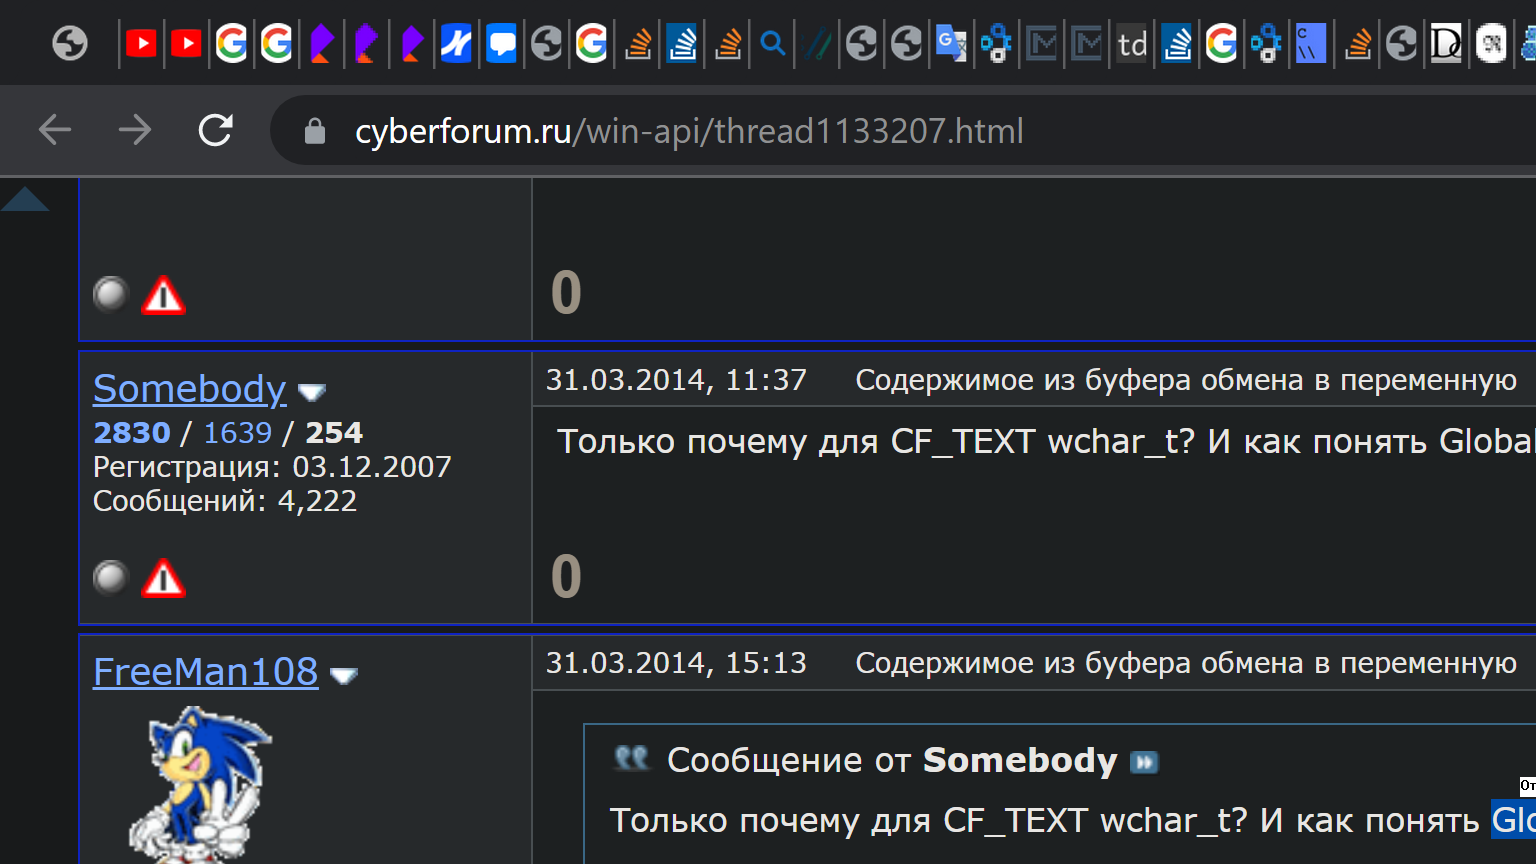 td
C
\\
cyberforum.ru/win-api/thread1133207.html
0
Somebody
2830 / 1639 / 254
Регистрация: 03.12.2007
Сообщений: 4,222
31.03.2014, 11:37 Содержимое из буфера обмена в переменную
Только почему для CF_TEXT wchar_t? И как понять Global
0
FreeMan108
31.03.2014, 15:13 Содержимое из буфера обмена в переменную
Сообщение от Somebody
От
Только почему для CF_TEXT wchar_t? И как понять Glo